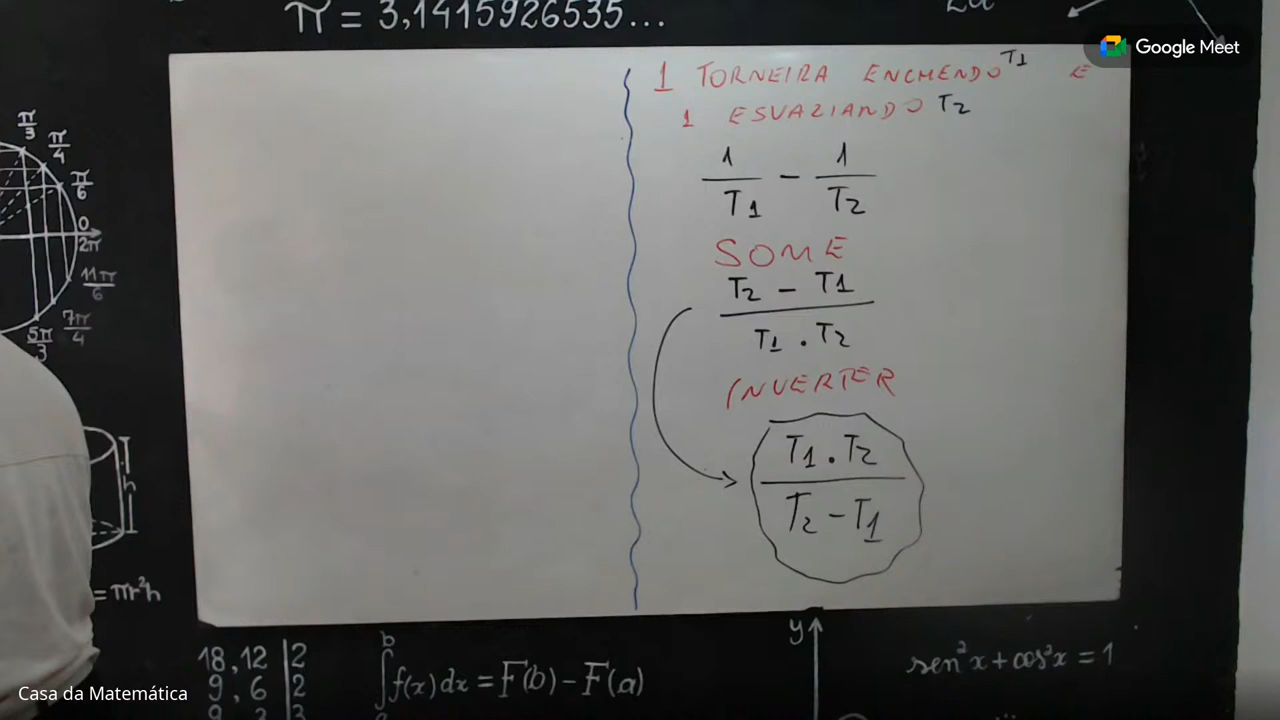 π = 3,1415926535...
Google Meet
1 TORNEIRA ENCHENDO T1 E
1 ESVAZIANDO T2
1/T1 - 1/T2
SOME
T2 - T1 / T1 . T2
INVERTER
T1 . T2 / T2 - T1
π/3
π/4
π/6
0
2π
11π/6
7π/4
5π/3
h
= πr²h
18,12 | 2
9, 6 | 2
∫ b f(x) dx = F(b) - F(a)
y
sen²x + cos²x = 1
Casa da Matemática